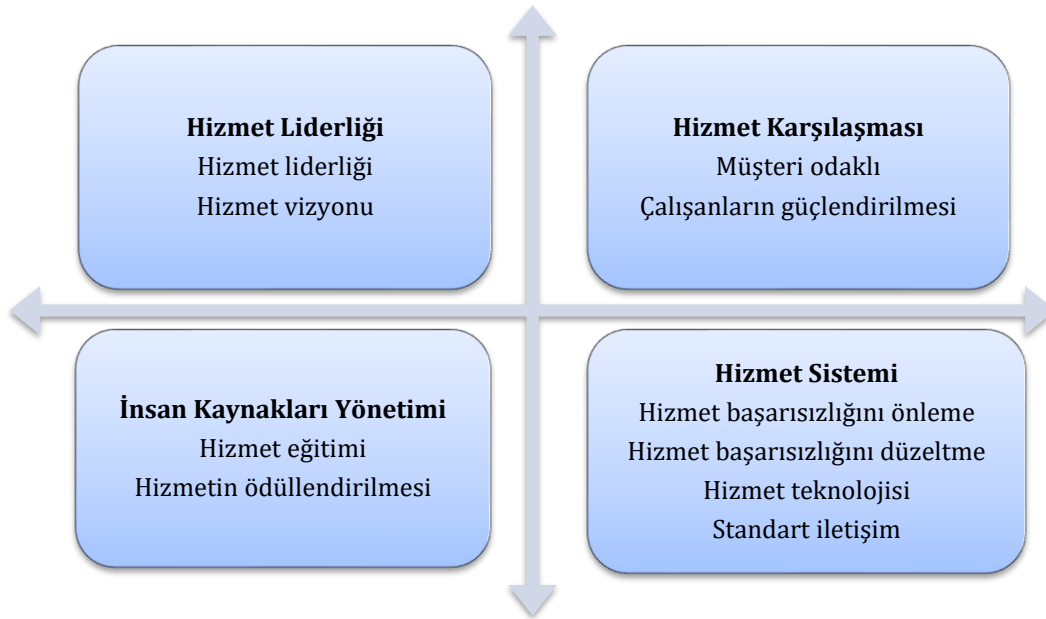 Hizmet Liderliği
Hizmet liderliği
Hizmet vizyonu
Hizmet Karşılaşması
Müşteri odaklı
Çalışanların güçlendirilmesi
İnsan Kaynakları Yönetimi
Hizmet eğitimi
Hizmetin ödüllendirilmesi
Hizmet Sistemi
Hizmet başarısızlığını önleme
Hizmet başarısızlığını düzeltme
Hizmet teknolojisi
Standart iletişim